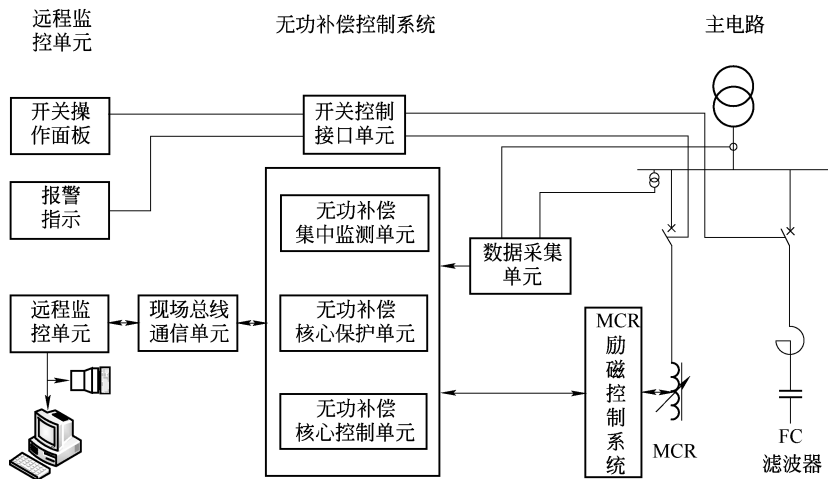 远程监
控单元
无功补偿控制系统
主电路
开关操
作面板
开关控制
接口单元
报警
指示
无功补偿
集中监测单元
数据采集
单元
远程监
控单元
现场总线
通信单元
无功补偿
核心保护单元
MCR
励
磁
控
制
系
统
无功补偿
核心控制单元
MCR
FC
滤波器